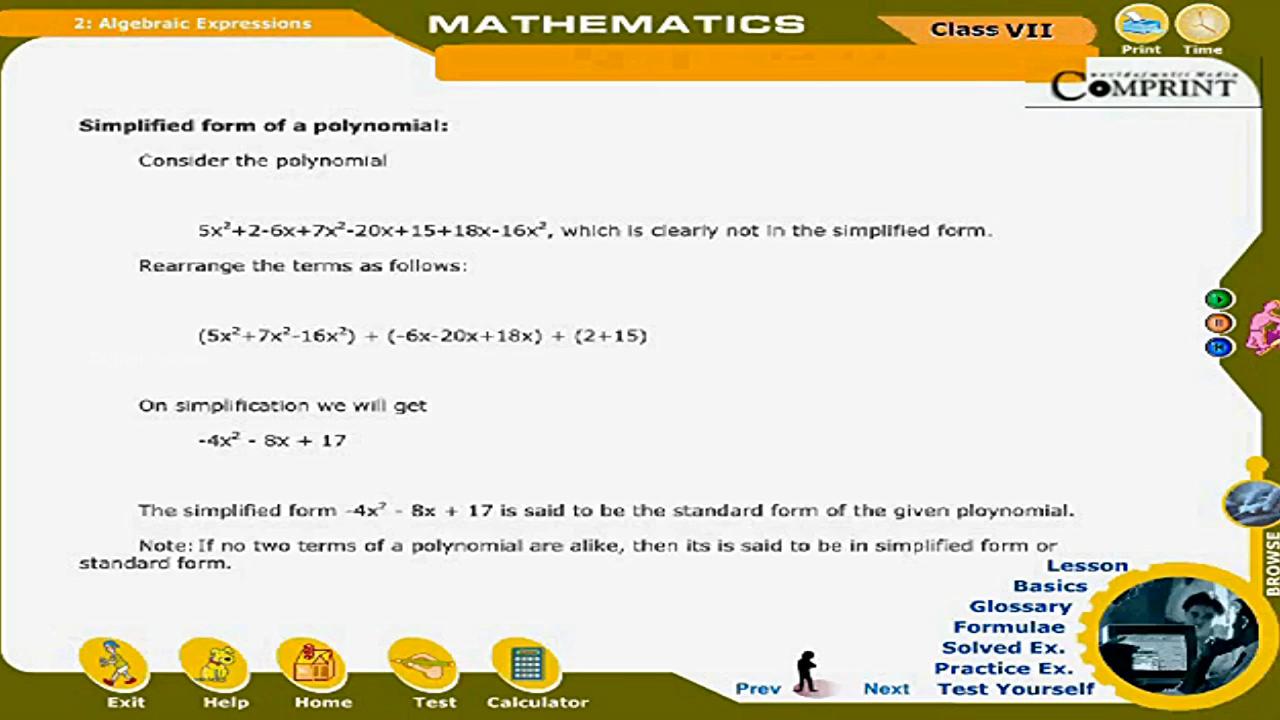 2: Algebraic Expressions
MATHEMATICS
Class VII
Print
Time
COMPRINT
Simplified form of a polynomial:
Consider the polynomial
5x²+2-6x+7x²-20x+15+18x-16x², which is clearly not in the simplified form.
Rearrange the terms as follows:
(5x²+7x²-16x²) + (-6x-20x+18x) + (2+15)
On simplification we will get
-4x² - 8x + 17
The simplified form -4x² - 8x + 17 is said to be the standard form of the given ploynomial.
Note: If no two terms of a polynomial are alike, then its is said to be in simplified form or
standard form.
BROWSE
Lesson
Basics
Glossary
Formulae
Solved Ex.
Practice Ex.
Test Yourself
Prev
Next
Exit
Help
Home
Test
Calculator